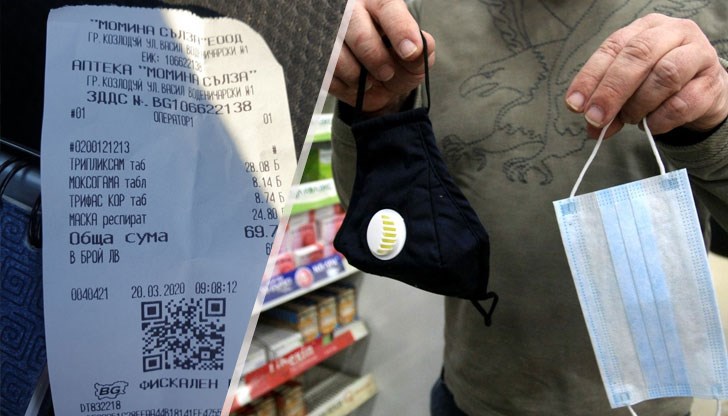 "МОМИНА СЪЛЗА"ЕООД
ГР. КОЗЛОДУЙ УЛ. ВАСИЛ ВОДЕНИЧАРСКИ №1
ЕИК: 106622138
АПТЕКА "МОМИНА СЪЛЗА"
ГР. КОЗЛОДУЙ УЛ. ВАСИЛ ВОДЕНИЧАРСКИ №1
ЗДДС №. BG106622138
#01 ОПЕРАТОР1 01
#0200121213
ТРИПЛИКСАМ таб 28.08 Б
МОКСОГАМА табл 8.14 Б
ТРИФАС КОР таб 8.74 Б
МАСКА респират 24.80
Обща сума 69.7
В БРОЙ ЛВ
0040421 20.03.2020 09:08:12
BG
ФИСКАЛЕН
DT832218